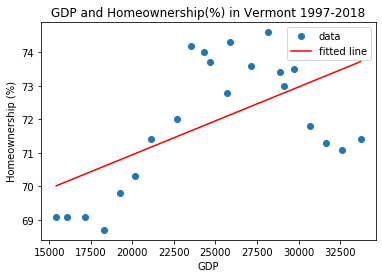 GDP and Homeownership(%) in Vermont 1997-2018
data
fitted line
Homeownership (%)
74
73
72
71
70
69
15000 17500 20000 22500 25000 27500 30000 32500
GDP